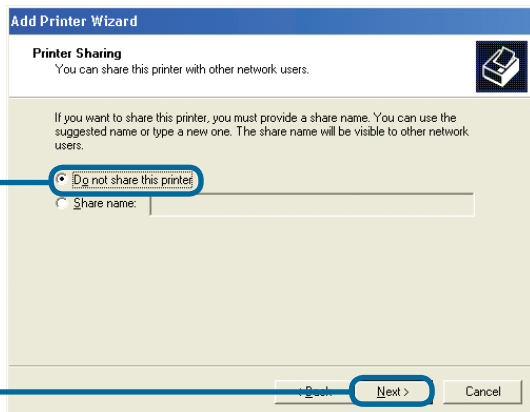 Add Printer Wizard
Printer Sharing
You can share this printer with other network users.
If you want to share this printer, you must provide a share name. You can use the
suggested name or type a new one. The share name will be visible to other network
users.
Do not share this printer
Share name:
< Back
Next >
Cancel